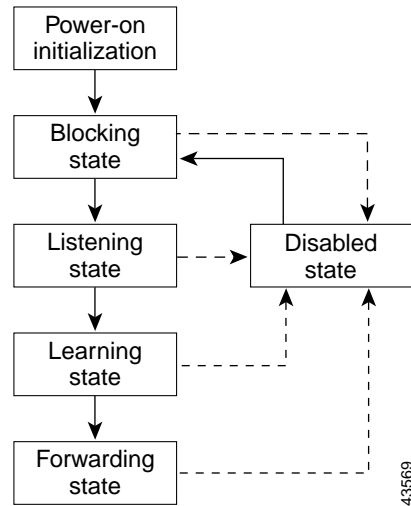 Power-on
initialization
Blocking
state
Listening
state
Disabled
state
Learning
state
Forwarding
state
43569